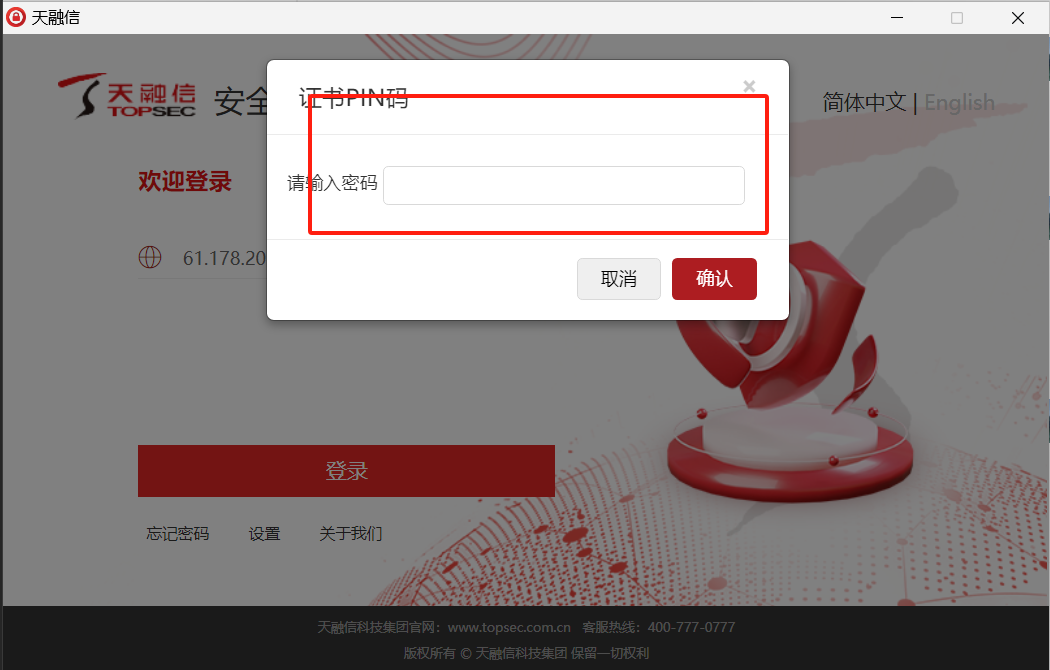 天融信
天融信
TOPSEC
安全
简体中文 | English
证书PIN码
×
欢迎登录
请输入密码
61.178.20
取消
确认
登录
忘记密码 设置 关于我们
天融信科技集团官网：www.topsec.com.cn 客服热线：400-777-0777
版权所有 © 天融信科技集团 保留一切权利